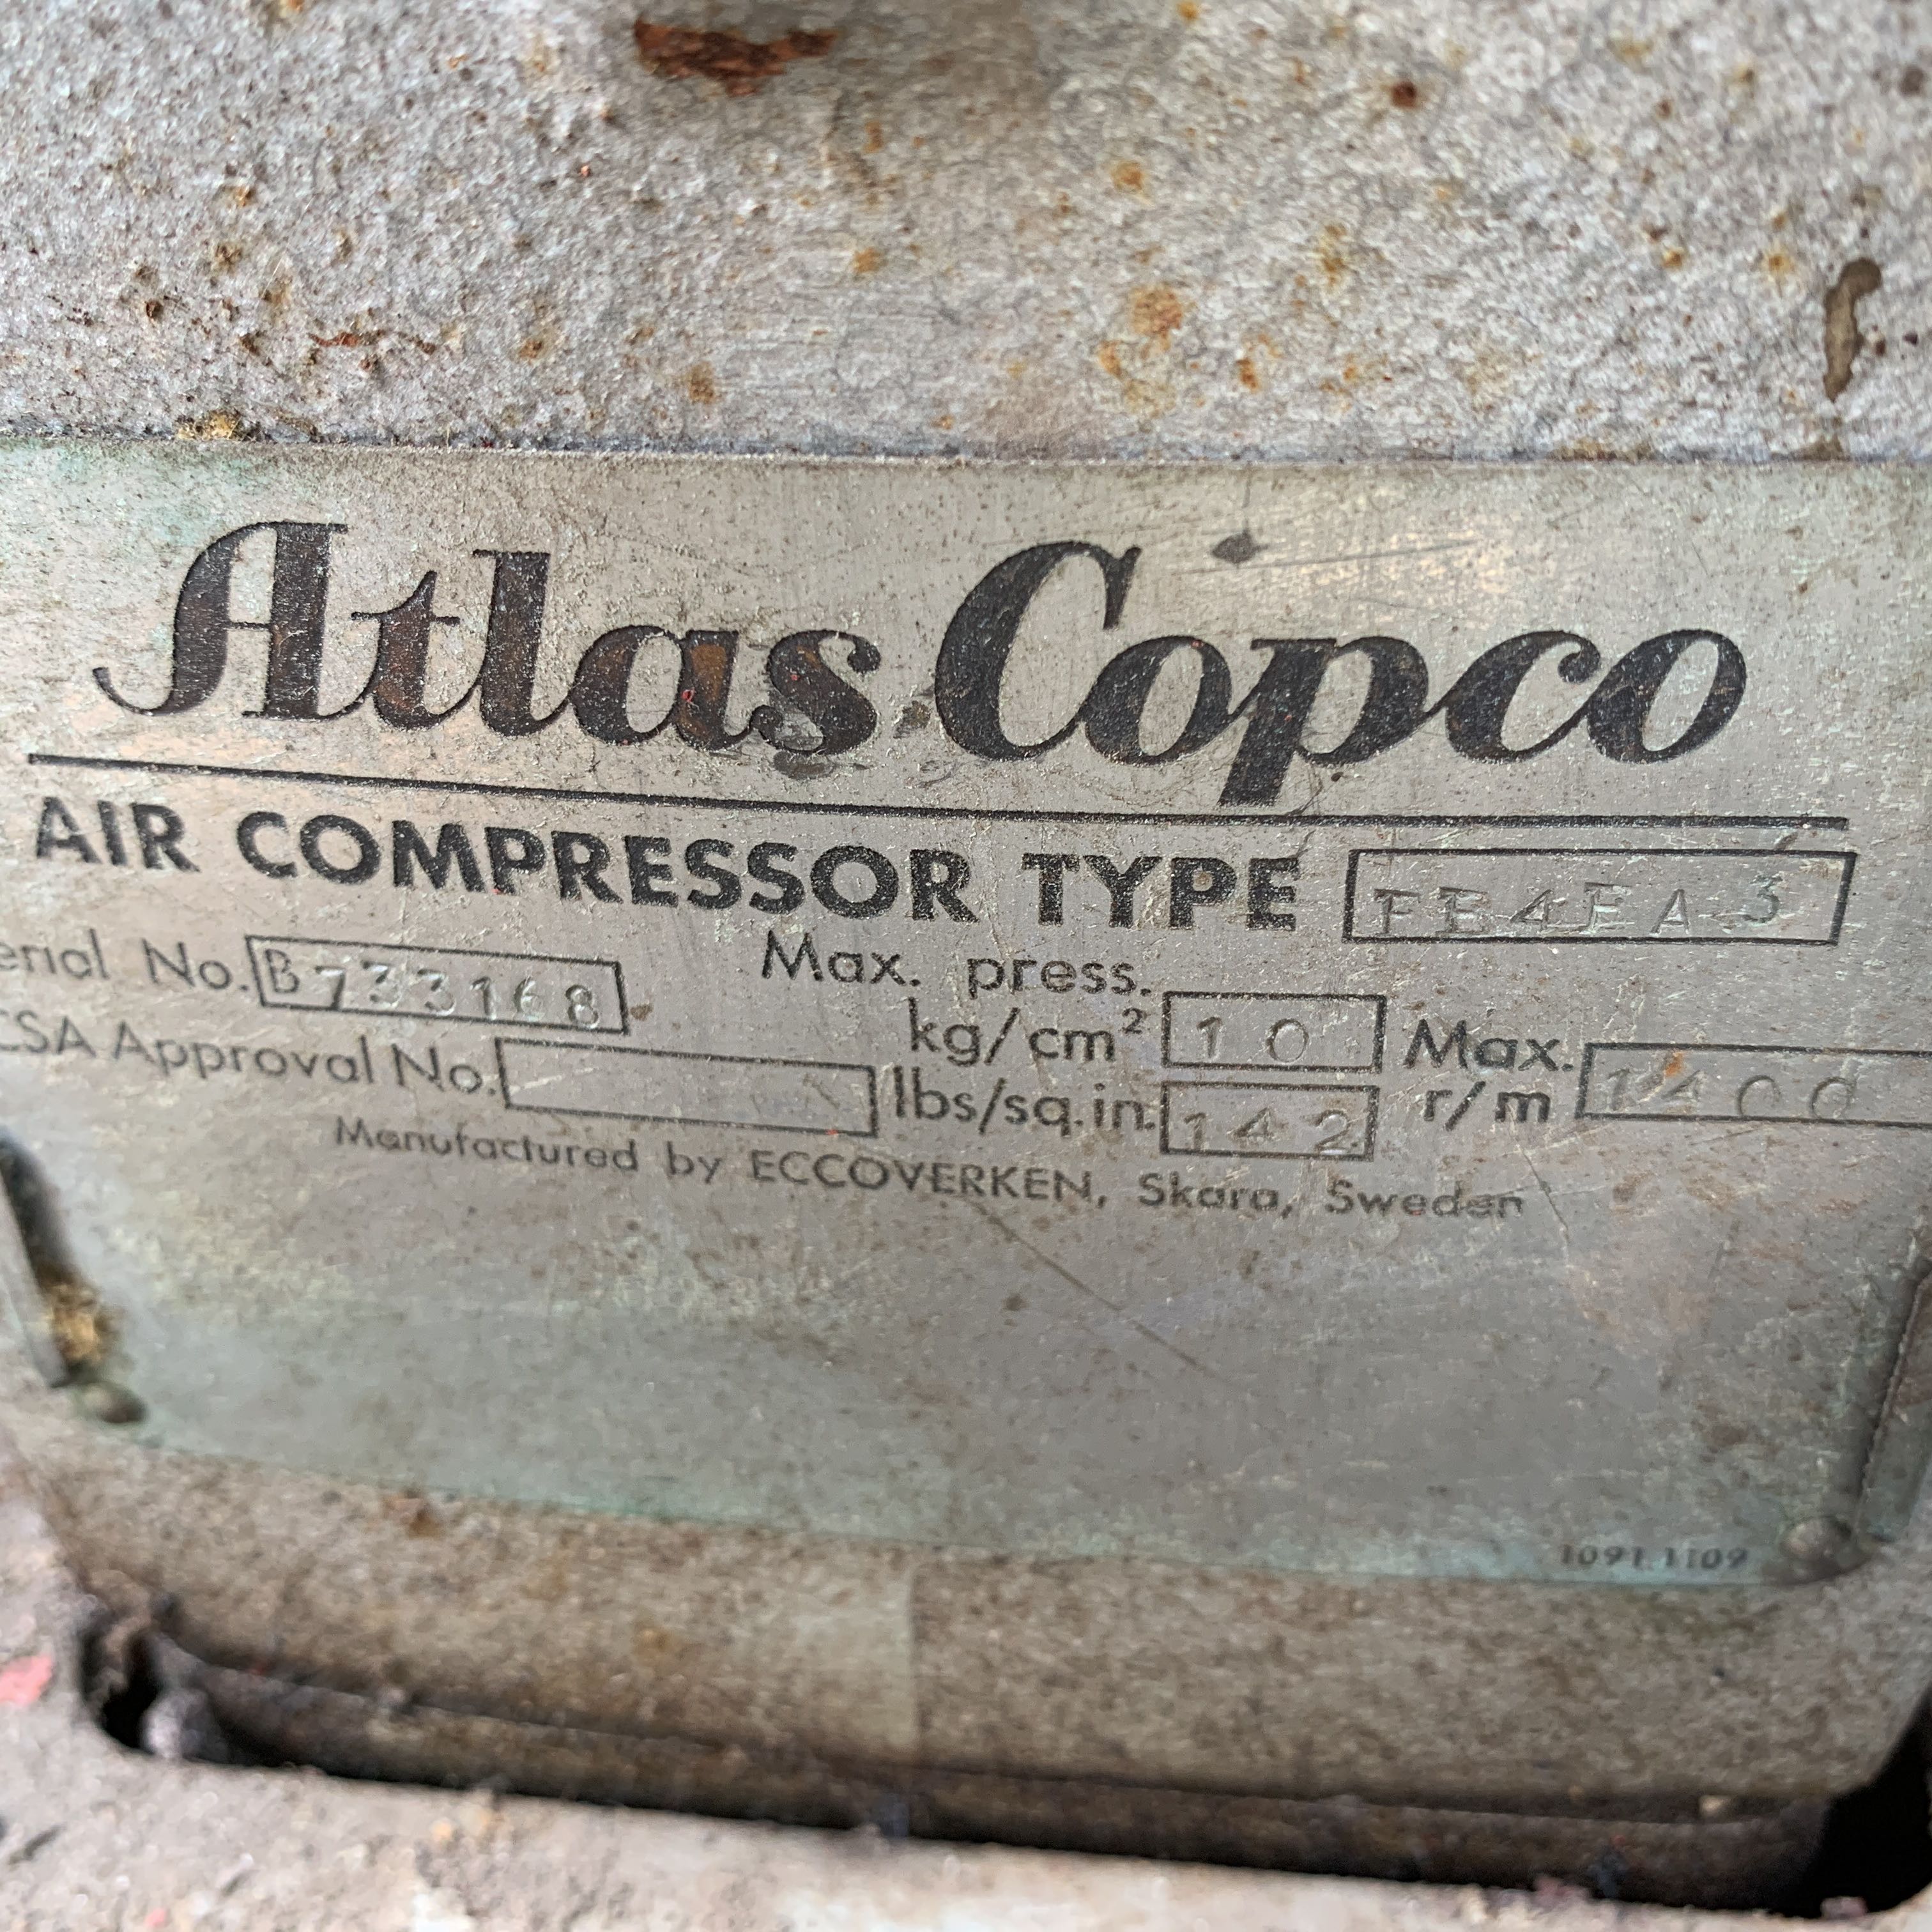 Atlas Copco
AIR COMPRESSOR TYPE
erial No. B733168 Max. press.
kg/cm² 10 Max.
CSA Approval No. lbs/sq.in. 142 r/m 1400
Manufactured by ECCOVERKEN, Skara, Sweden
1091 1109